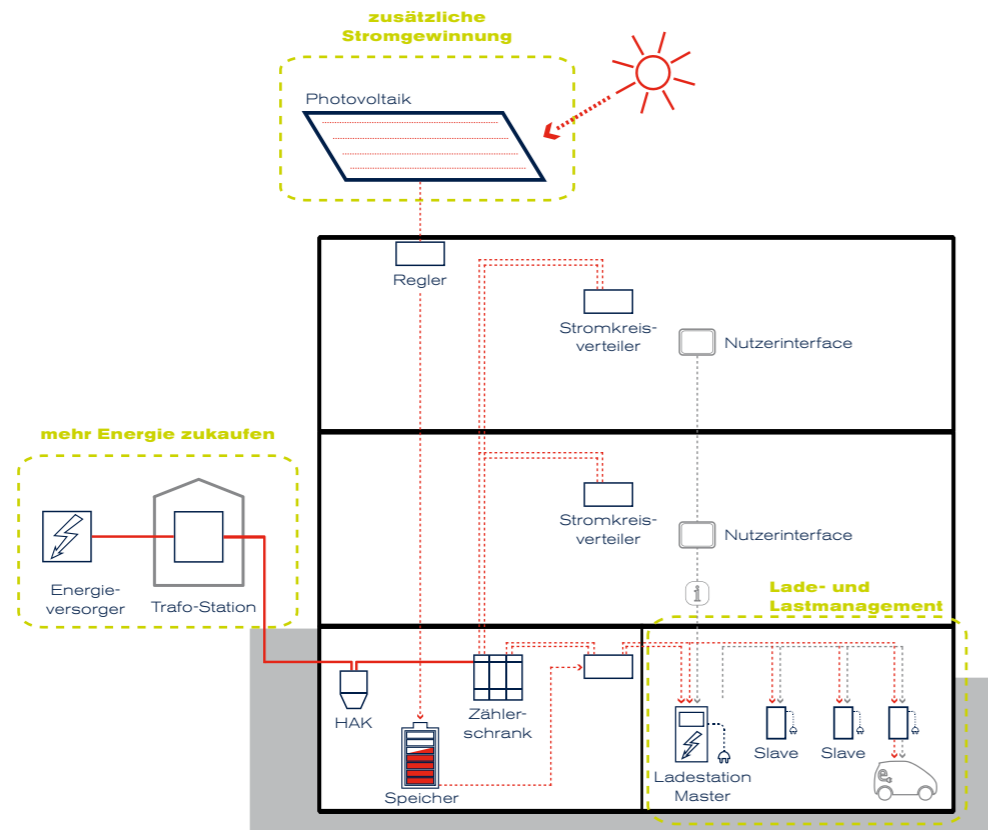 zusätzliche
Stromgewinnung
Photovoltaik
Regler
Stromkreis-
verteiler
Nutzerinterface
mehr Energie zukaufen
Energie-
versorger
Trafo-Station
Stromkreis-
verteiler
Nutzerinterface
i
Lade- und
Lastmanagement
HAK
Speicher
Zähler-
schrank
Ladestation
Master
Slave
Slave
e